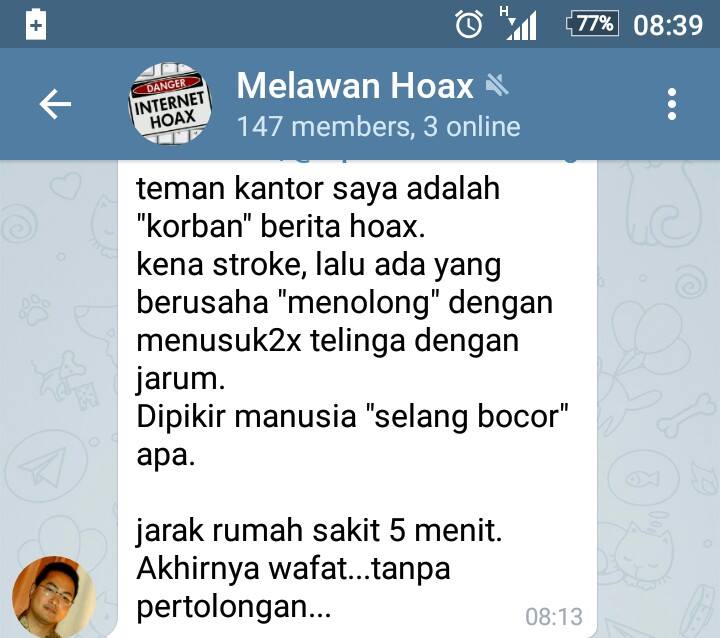 77%
08:39
H
DANGER
INTERNET
HOAX
Melawan Hoax
147 members, 3 online
teman kantor saya adalah
"korban" berita hoax.
kena stroke, lalu ada yang
berusaha "menolong" dengan
menusuk2x telinga dengan
jarum.
Dipikir manusia "selang bocor"
apa.
jarak rumah sakit 5 menit.
Akhirnya wafat...tanpa
pertolongan...
08:13